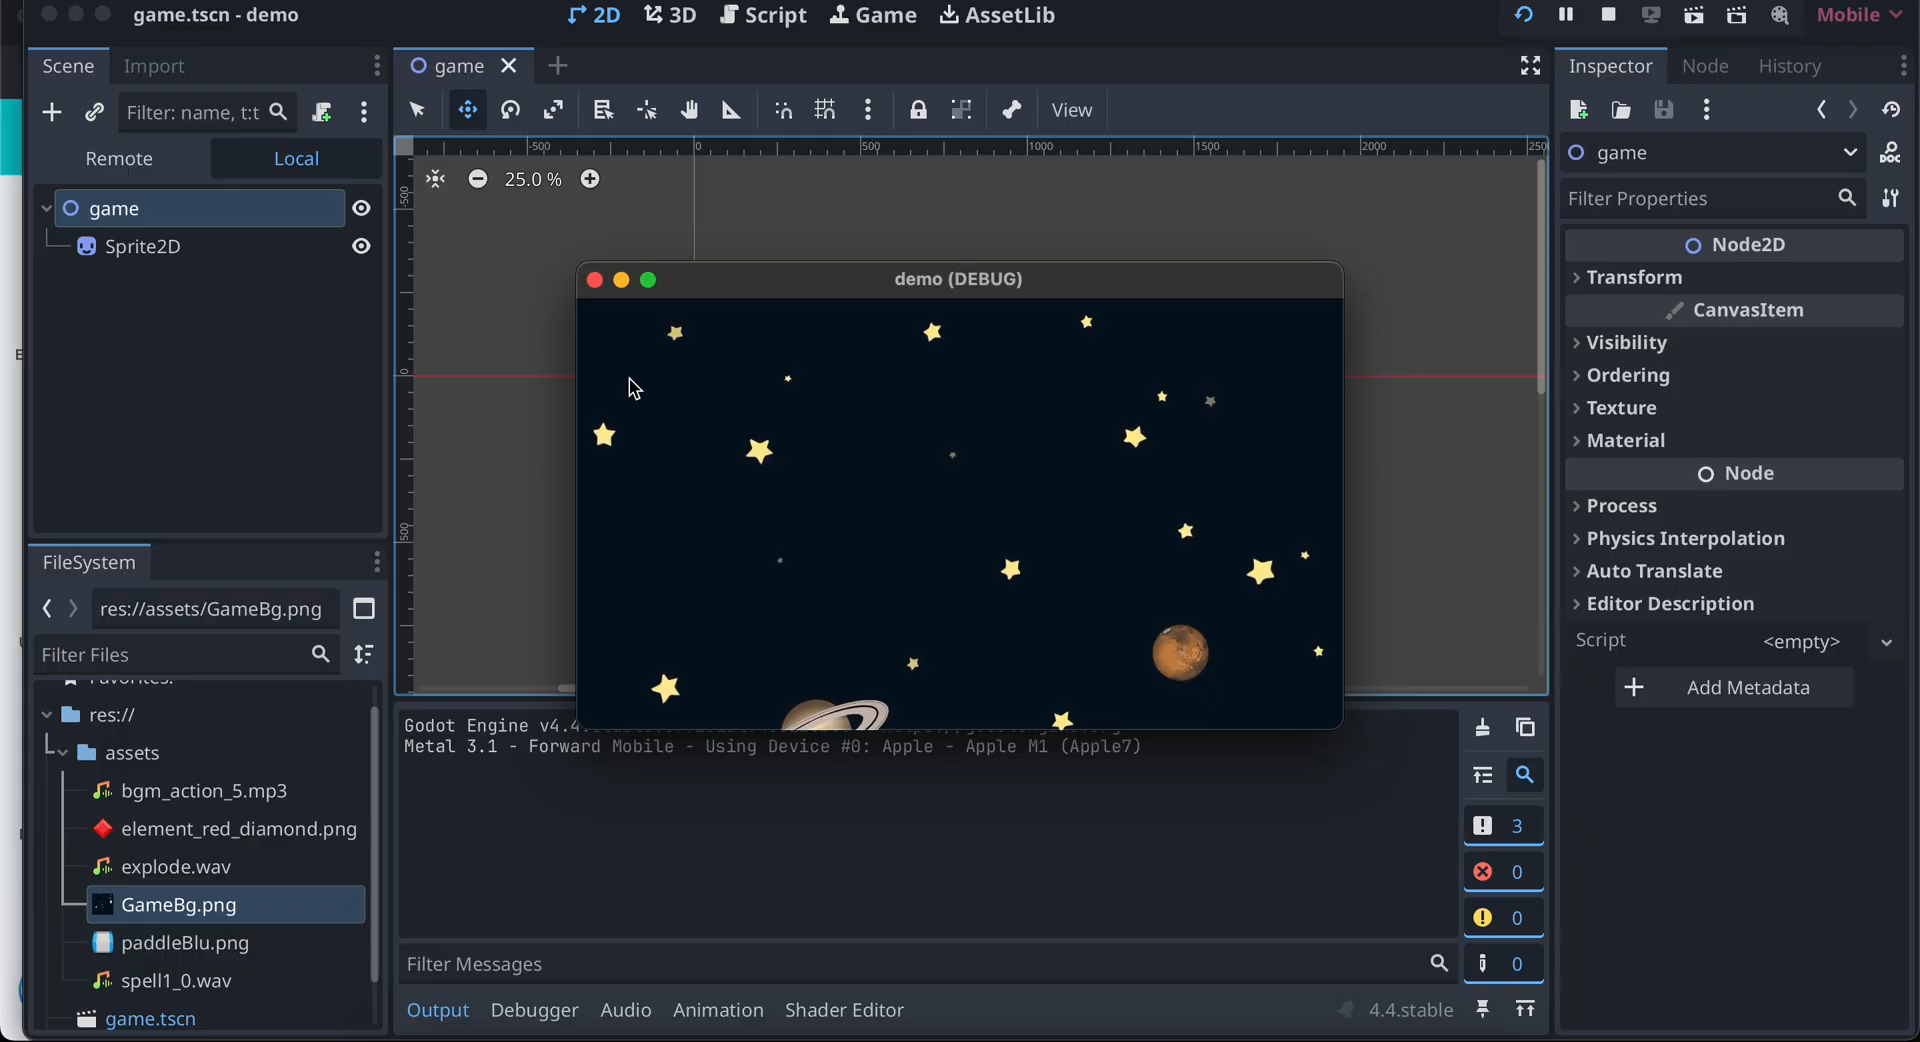 game.tscn - demo
2D 3D Script Game AssetLib
Mobile
Scene Import
Filter: name, t:t
Remote Local
game
Sprite2D
FileSystem
res://assets/GameBg.png
Filter Files
Favorites:
res://
assets
bgm_action_5.mp3
element_red_diamond.png
explode.wav
GameBg.png
paddleBlu.png
spell1_0.wav
game.tscn
game
View
-500 0 500 1000 1500 2000 2500
-500
0
500
25.0 %
demo (DEBUG)
Godot Engine v4.4
Metal 3.1 - Forward Mobile - Using Device #0: Apple - Apple M1 (Apple7)
3
0
0
0
Filter Messages
Output Debugger Audio Animation Shader Editor
4.4.stable
Inspector Node History
game
Filter Properties
Node2D
Transform
CanvasItem
Visibility
Ordering
Texture
Material
Node
Process
Physics Interpolation
Auto Translate
Editor Description
Script <empty>
Add Metadata